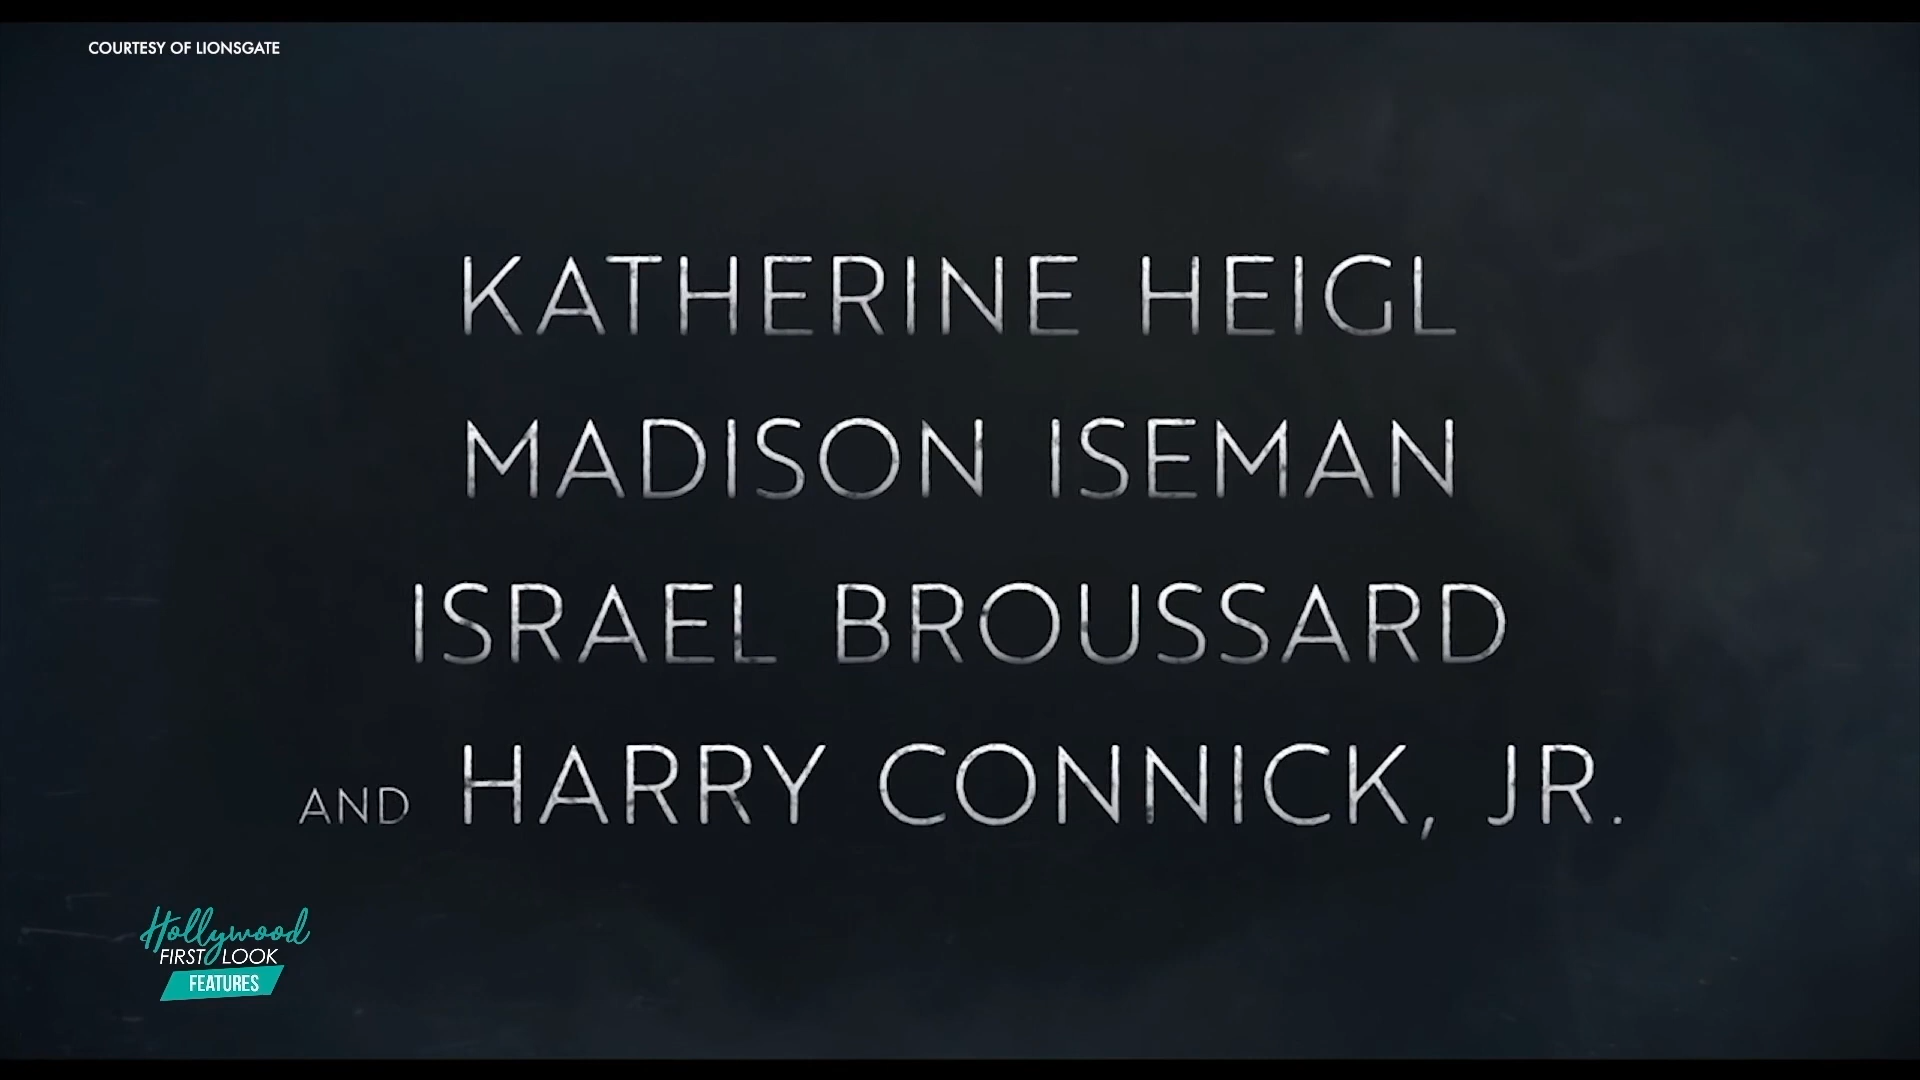 COURTESY OF LIONSGATE
KATHERINE HEIGL
MADISON ISEMAN
ISRAEL BROUSSARD
AND HARRY CONNICK, JR.
Hollywood
FIRST LOOK
FEATURES